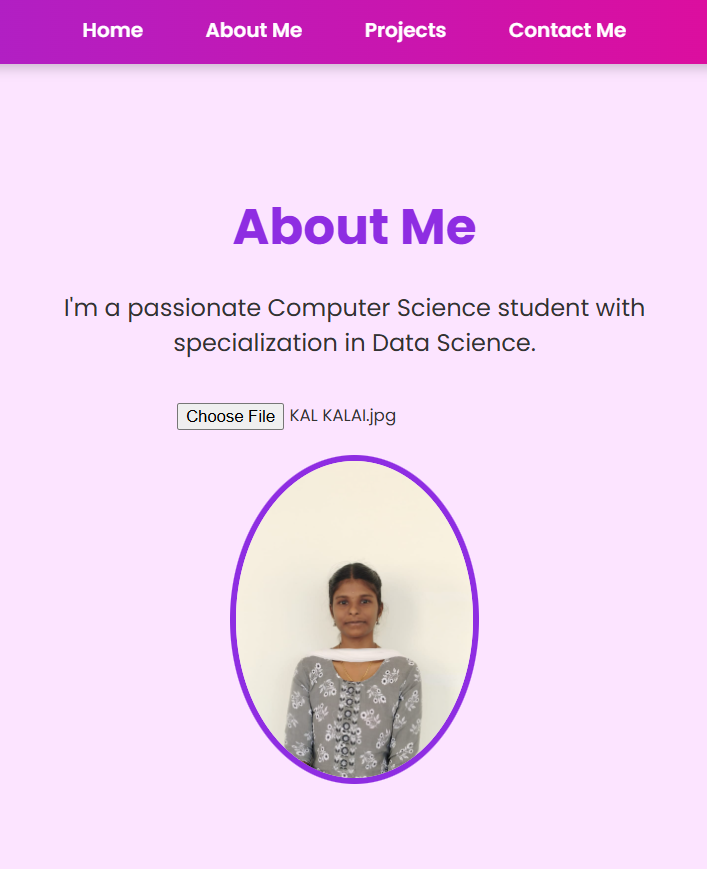 Home About Me Projects Contact Me
About Me
I'm a passionate Computer Science student with
specialization in Data Science.
Choose File KAL KALAI.jpg